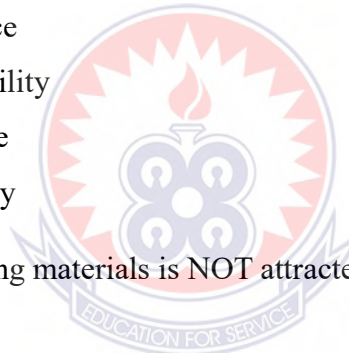 ce
ility
e
y
ng materials is NOT attracte
EDUCATION FOR SERVICE